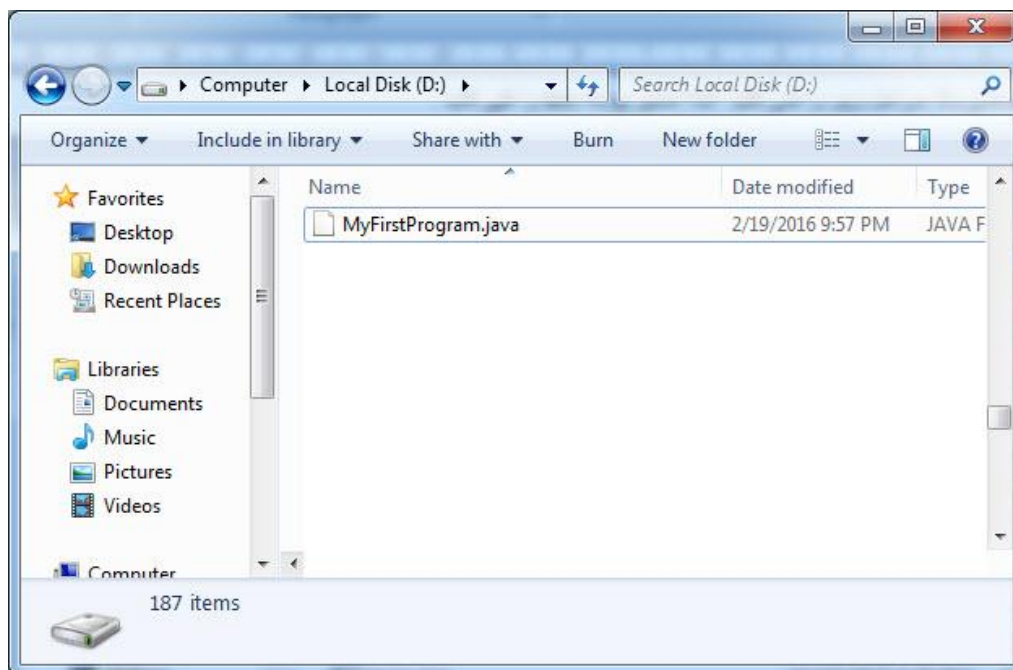 Computer Local Disk (D:)
Search Local Disk (D:)
Organize Include in library Share with Burn New folder
Name Date modified Type
MyFirstProgram.java 2/19/2016 9:57 PM JAVA F
Favorites
Desktop
Downloads
Recent Places
Libraries
Documents
Music
Pictures
Videos
Computer
187 items